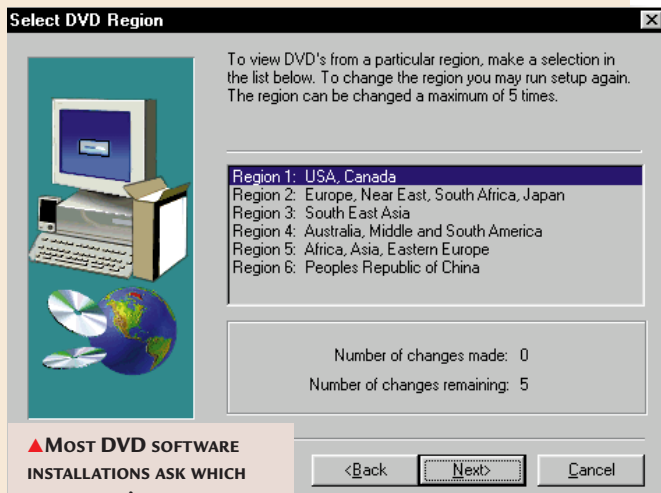 Select DVD Region
To view DVD's from a particular region, make a selection in
the list below. To change the region you may run setup again.
The region can be changed a maximum of 5 times.
Region 1: USA, Canada
Region 2: Europe, Near East, South Africa, Japan
Region 3: South East Asia
Region 4: Australia, Middle and South America
Region 5: Africa, Asia, Eastern Europe
Region 6: Peoples Republic of China
Number of changes made: 0
Number of changes remaining: 5
<Back Next> Cancel
▲MOST DVD SOFTWARE
INSTALLATIONS ASK WHICH